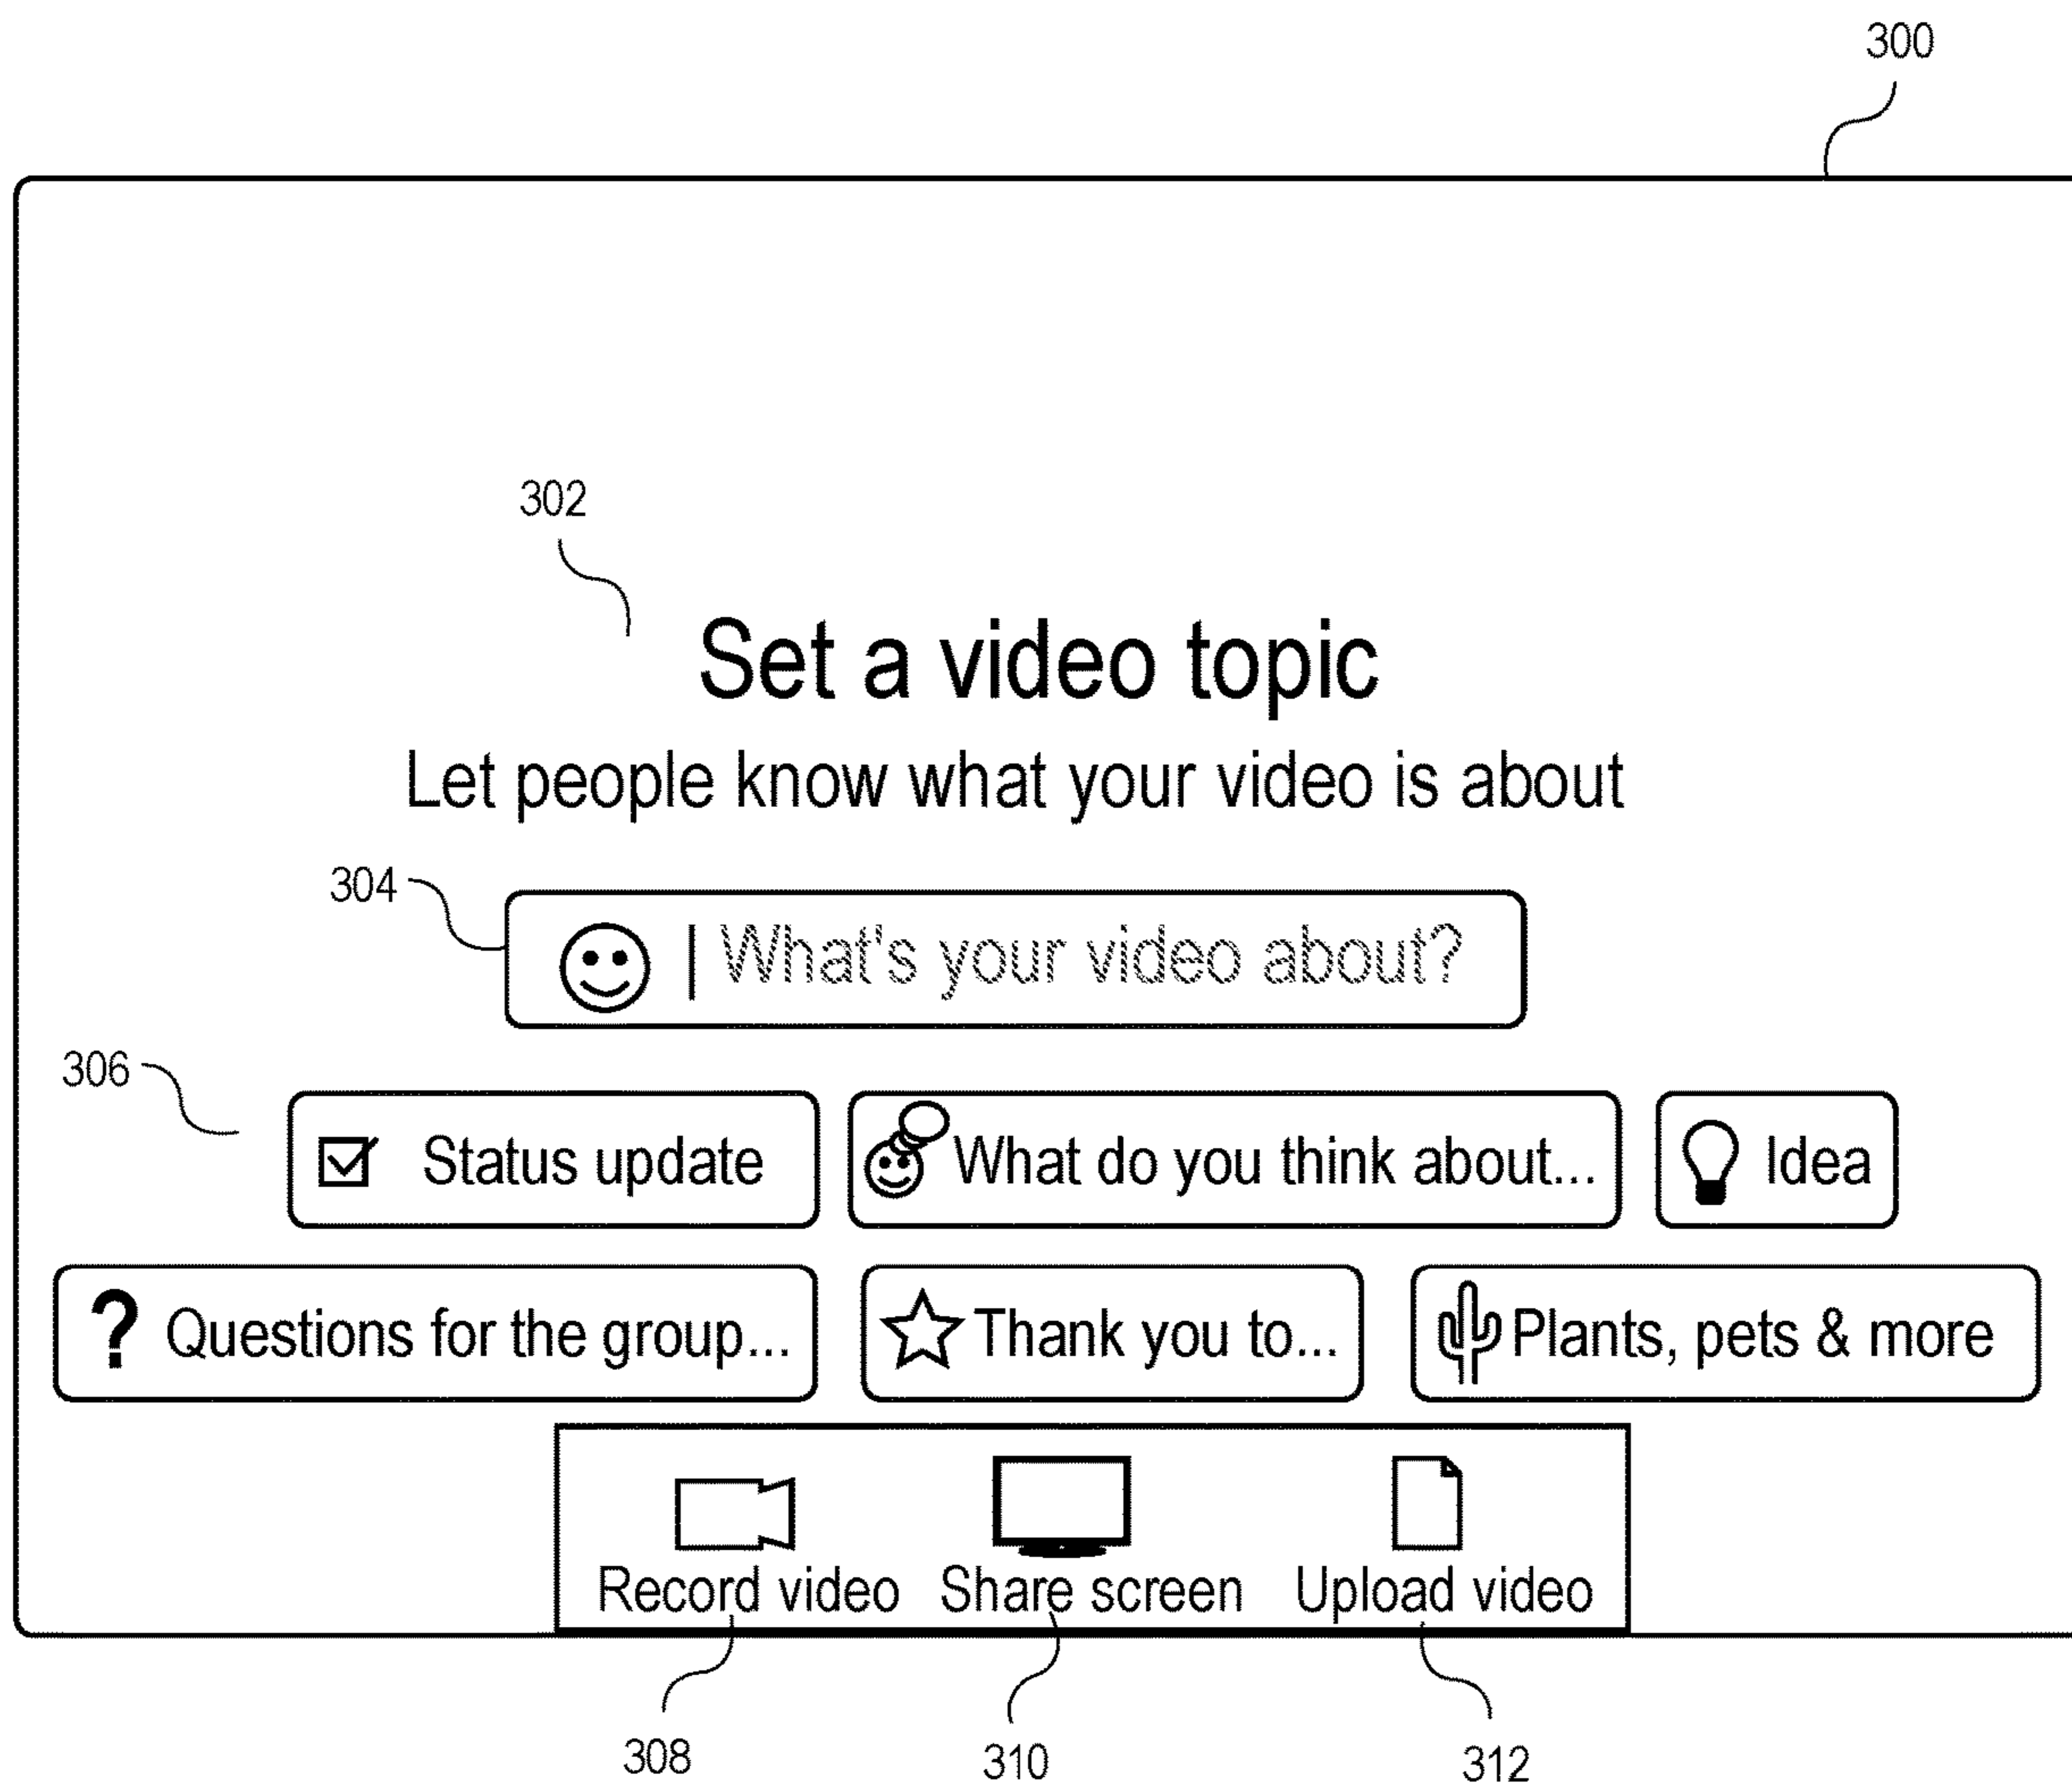 300
302
Set a video topic
Let people know what your video is about
304
What's your video about?
306
Status update
What do you think about...
Idea
? Questions for the group...
Thank you to...
Plants, pets & more
Record video
Share screen
Upload video
308
310
312